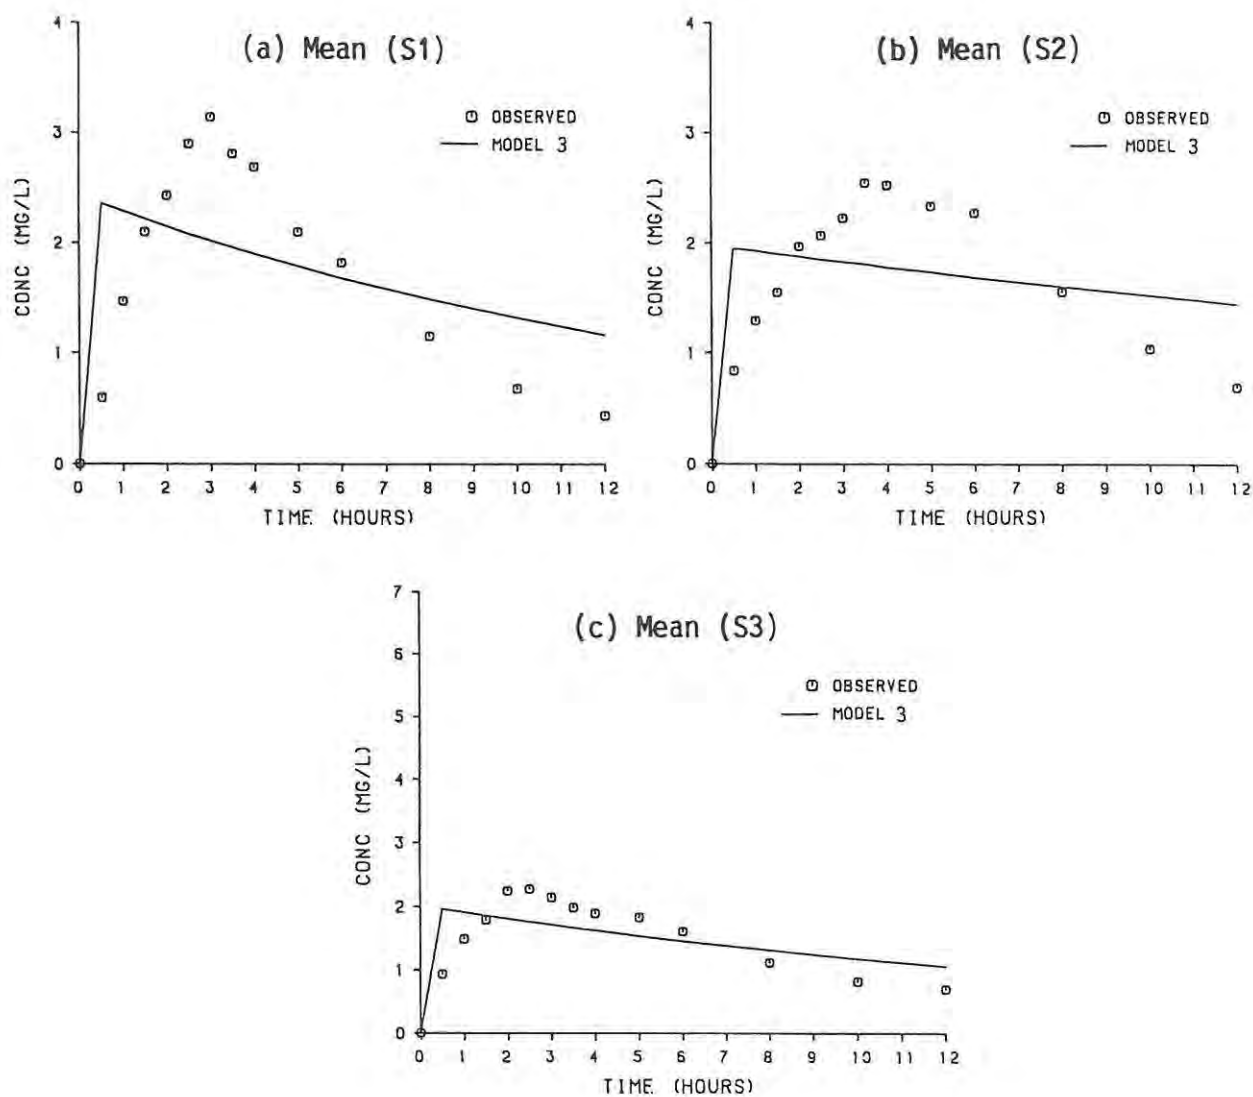 (a) Mean (S1)
OBSERVED
MODEL 3
CONC (MG/L)
4
3
2
1
0
0 1 2 3 4 5 6 7 8 9 10 11 12
TIME (HOURS)
(b) Mean (S2)
OBSERVED
MODEL 3
CONC (MG/L)
4
3
2
1
0
0 1 2 3 4 5 6 7 8 9 10 11 12
TIME (HOURS)
(c) Mean (S3)
OBSERVED
MODEL 3
CONC (MG/L)
7
6
5
4
3
2
1
0
0 1 2 3 4 5 6 7 8 9 10 11 12
TIME (HOURS)